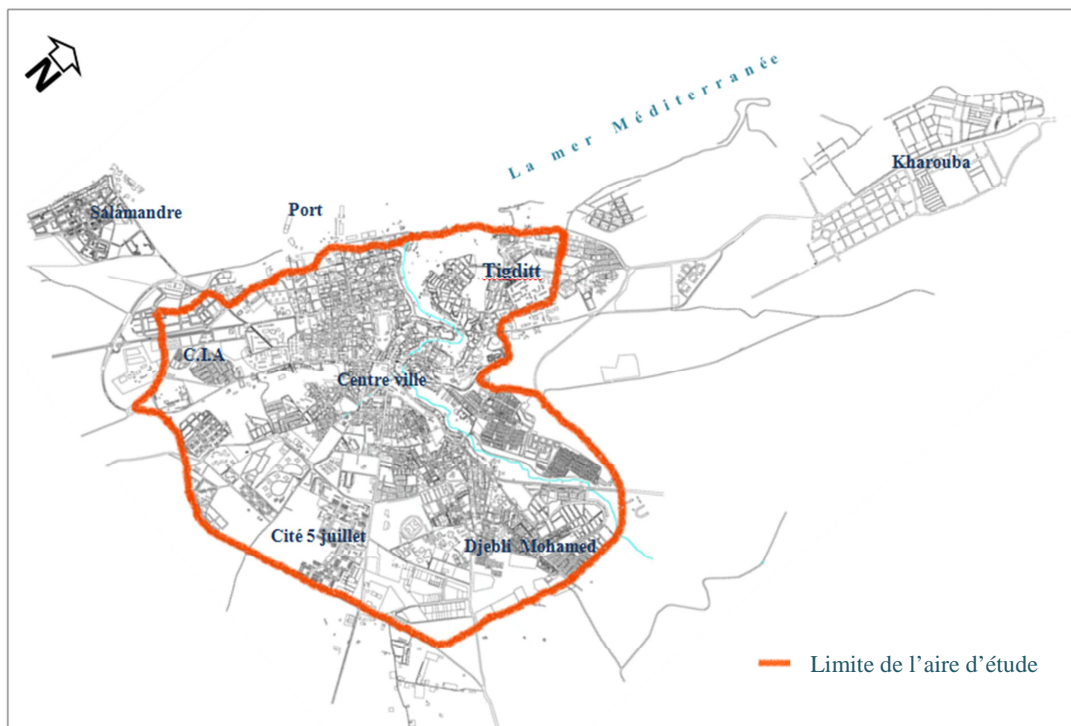 N
La mer Méditerranée
Kharouba
Salamandre
Port
Tigditt
C.I.A
Centre ville
Cité 5 juillet
Djebli Mohamed
Limite de l'aire d'étude